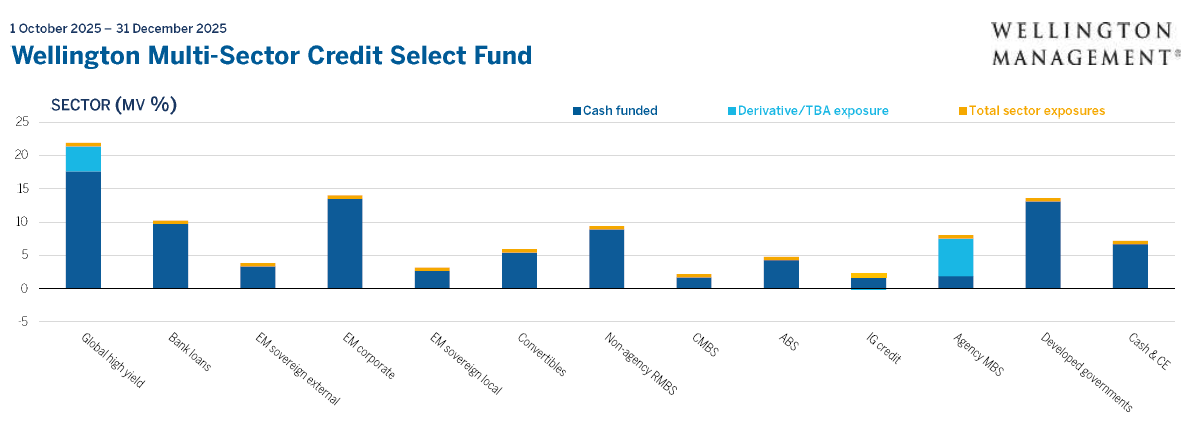 1 October 2025 – 31 December 2025
Wellington Multi-Sector Credit Select Fund
WELLINGTON
MANAGEMENT®
SECTOR (MV %)
Cash funded
Derivative/TBA exposure
Total sector exposures
25
20
15
10
5
0
-5
Global high yield
Bank loans
EM sovereign external
EM corporate
EM sovereign local
Convertibles
Non-agency RMBS
CMBS
ABS
IG credit
Agency MBS
Developed governments
Cash & CE